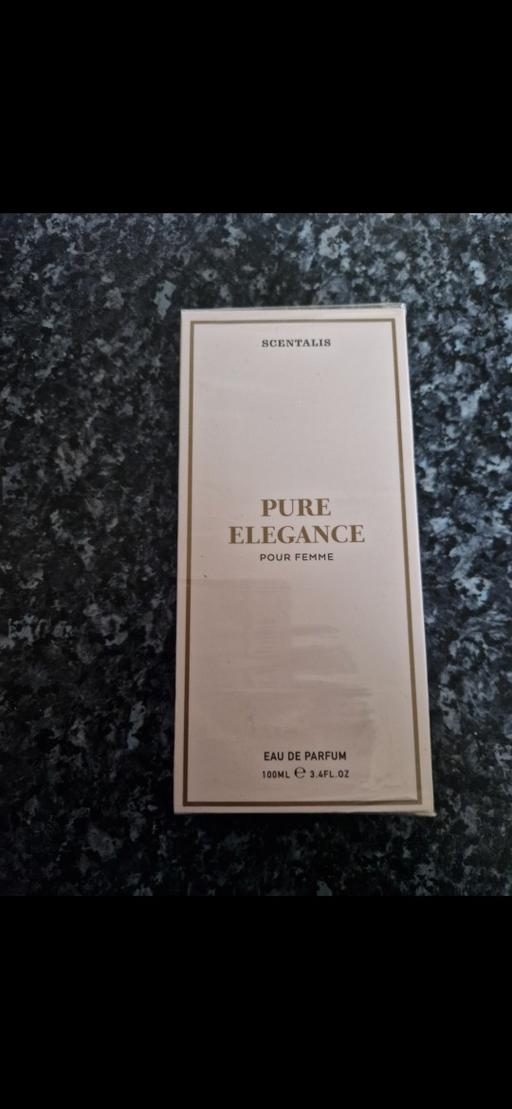 SCENTALIS
PURE
ELEGANCE
POUR FEMME
EAU DE PARFUM
100ML ℮ 3.4FL.OZ